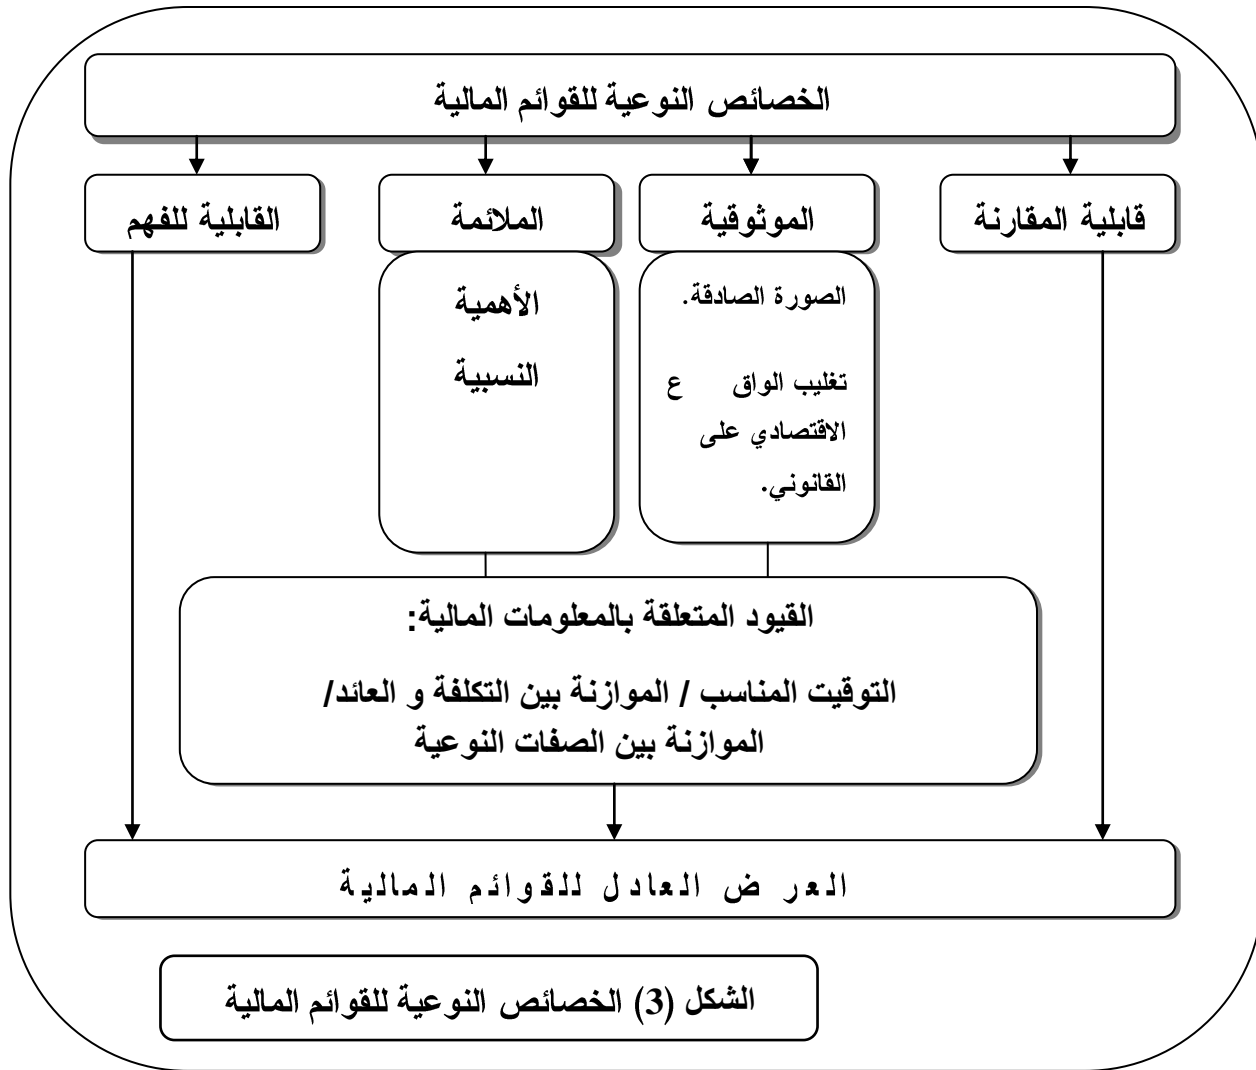 الخصائص النوعية للقوائم المالية
قابلية المقارنة
الموثوقية
الملائمة
القابلية للفهم
الصورة الصادقة.
تغليب الواق ع
الاقتصادي على
القانوني.
الأهمية
النسبية
القيود المتعلقة بالمعلومات المالية:
التوقيت المناسب / الموازنة بين التكلفة و العائد/
الموازنة بين الصفات النوعية
العر ض العادل للقوائم المالية
الشكل (3) الخصائص النوعية للقوائم المالية